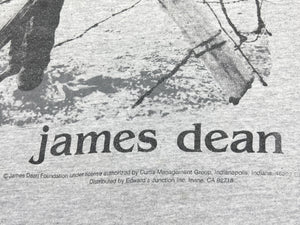 james dean
© James Dean Foundation under license authorized by Curtis Management Group, Indianapolis, Indiana,
Distributed by Edward's Junction Inc. Irvine, CA 92718